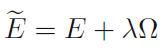 Ẽ = E + λΩ